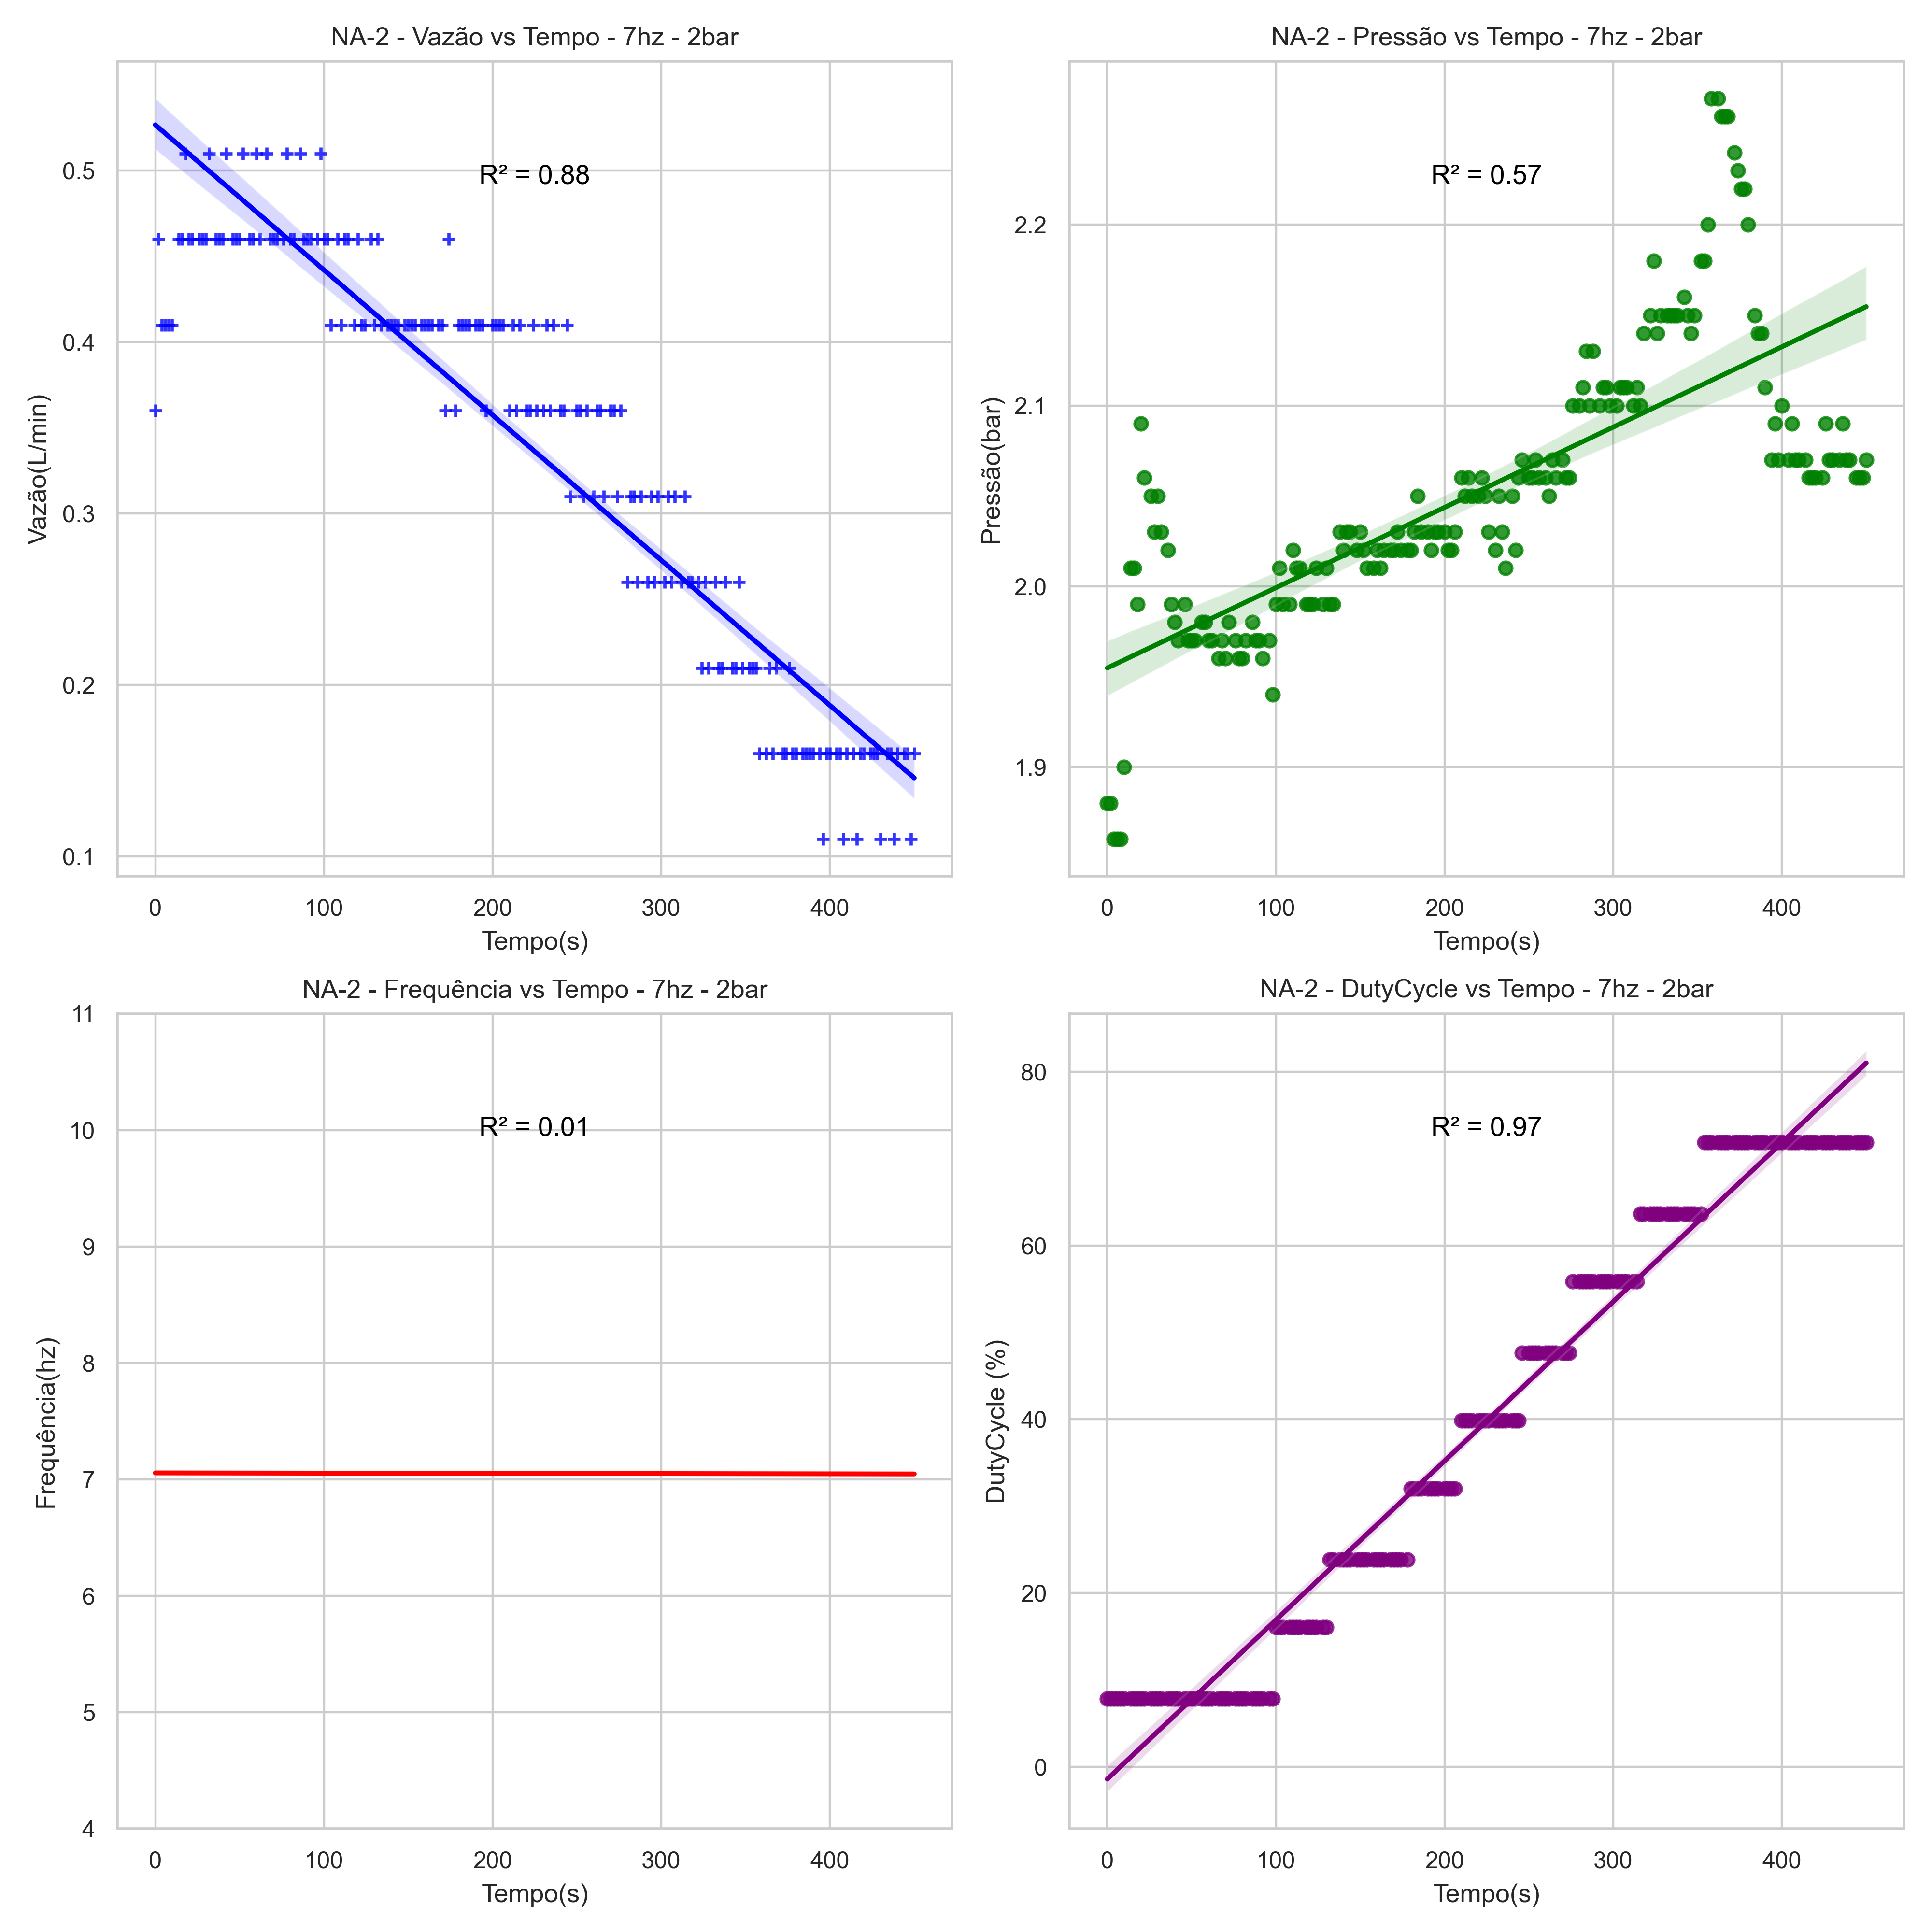 NA-2 - Vazão vs Tempo - 7hz - 2bar
R² = 0.88
0.5
0.4
0.3
0.2
0.1
Vazão(L/min)
0 100 200 300 400
Tempo(s)
NA-2 - Pressão vs Tempo - 7hz - 2bar
R² = 0.57
2.2
2.1
2.0
1.9
Pressão(bar)
0 100 200 300 400
Tempo(s)
NA-2 - Frequência vs Tempo - 7hz - 2bar
R² = 0.01
11
10
9
8
7
6
5
4
Frequência(hz)
0 100 200 300 400
Tempo(s)
NA-2 - DutyCycle vs Tempo - 7hz - 2bar
R² = 0.97
80
60
40
20
0
DutyCycle (%)
0 100 200 300 400
Tempo(s)